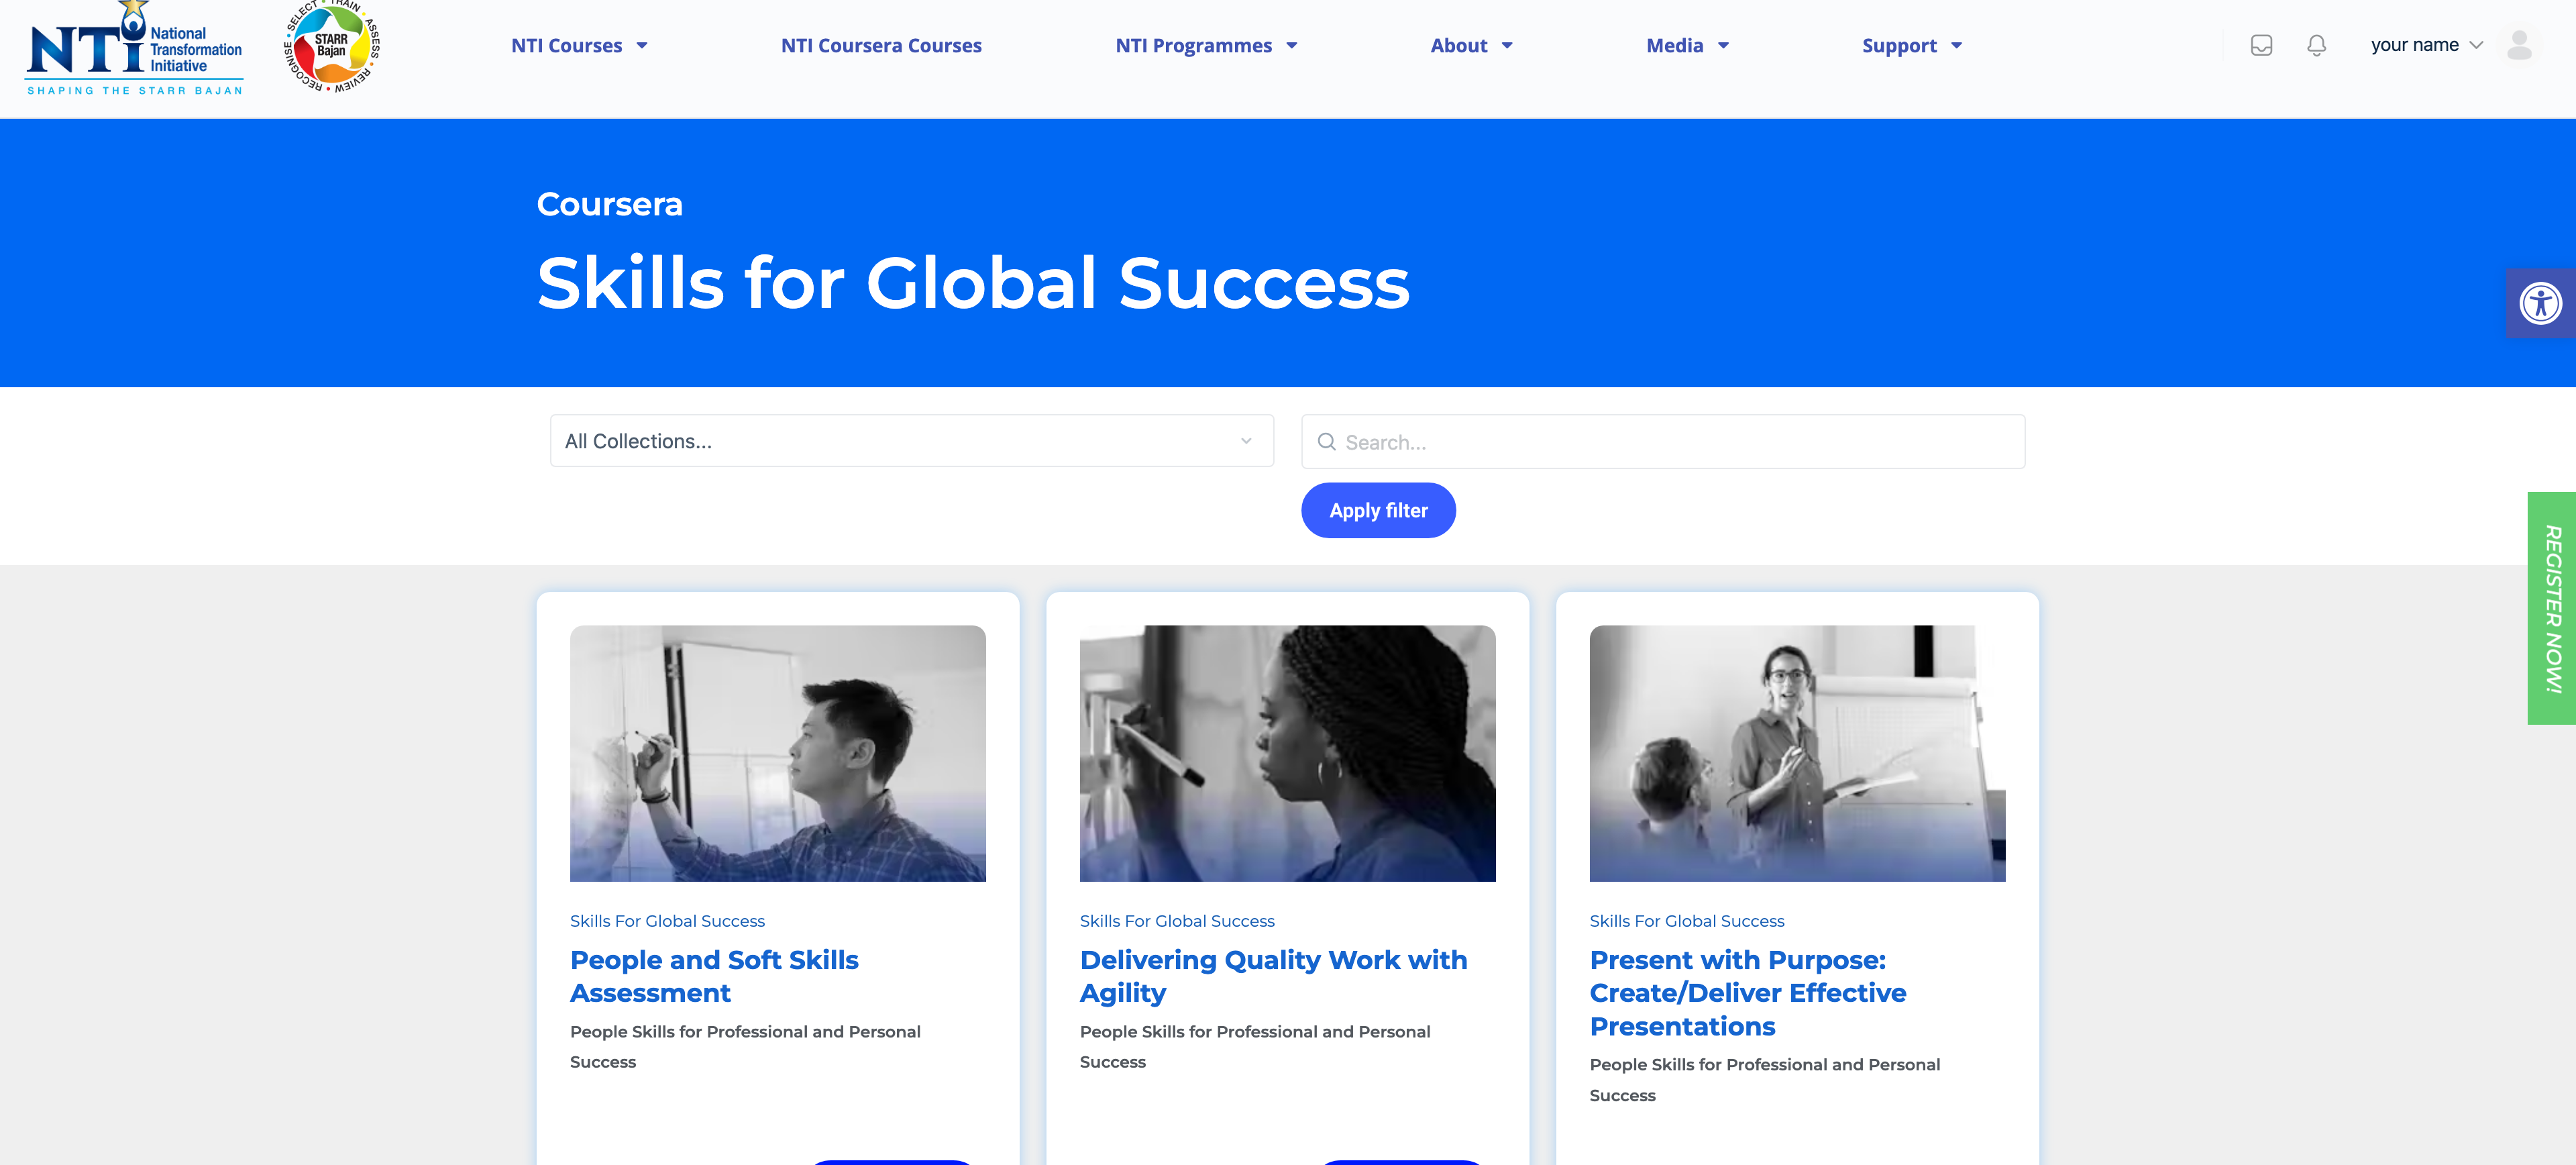 NTi National
Transformation
Initiative
SHAPING THE STARR BAJAN
SELECT • TRAIN • ASSESS • REVIEW • RECOGNISE •
STARR
Bajan
NTI Courses
NTI Coursera Courses
NTI Programmes
About
Media
Support
your name
Coursera
Skills for Global Success
All Collections...
Search...
Apply filter
REGISTER NOW!
Skills For Global Success
People and Soft Skills
Assessment
People Skills for Professional and Personal
Success
Skills For Global Success
Delivering Quality Work with
Agility
People Skills for Professional and Personal
Success
Skills For Global Success
Present with Purpose:
Create/Deliver Effective
Presentations
People Skills for Professional and Personal
Success